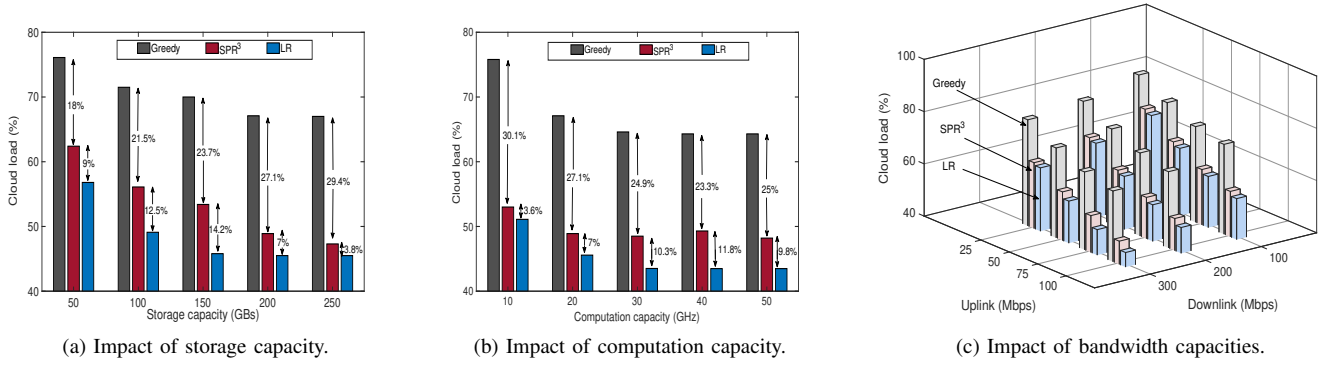 80
70
60
50
40
Cloud load (%)
Greedy SPR³ LR
18%
9%
21.5%
12.5%
23.7%
14.2%
27.1%
7%
29.4%
3.8%
50 100 150 200 250
Storage capacity (GBs)
(a) Impact of storage capacity.
80
70
60
50
40
Cloud load (%)
Greedy SPR³ LR
30.1%
3.6%
27.1%
7%
24.9%
10.3%
23.3%
11.8%
25%
9.8%
10 20 30 40 50
Computation capacity (GHz)
(b) Impact of computation capacity.
100
80
60
40
Cloud load (%)
Greedy
SPR³
LR
25
50
75
100
Uplink (Mbps)
300
200
100
Downlink (Mbps)
(c) Impact of bandwidth capacities.